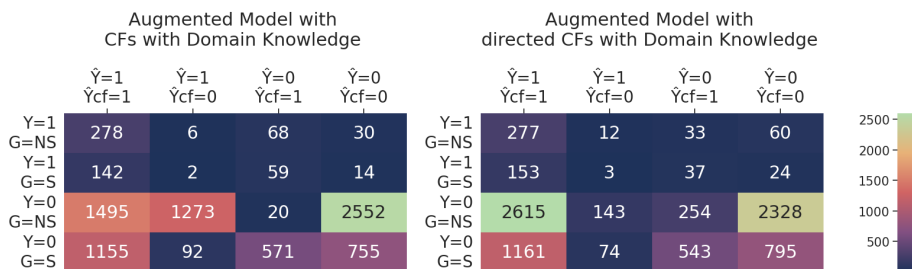 Augmented Model with
CFs with Domain Knowledge
Ŷ=1 Ŷ=1 Ŷ=0 Ŷ=0
Ŷcf=1 Ŷcf=0 Ŷcf=1 Ŷcf=0
Y=1
G=NS
278 6 68 30
Y=1
G=S
142 2 59 14
Y=0
G=NS
1495 1273 20 2552
Y=0
G=S
1155 92 571 755
Augmented Model with
directed CFs with Domain Knowledge
Ŷ=1 Ŷ=1 Ŷ=0 Ŷ=0
Ŷcf=1 Ŷcf=0 Ŷcf=1 Ŷcf=0
Y=1
G=NS
277 12 33 60
Y=1
G=S
153 3 37 24
Y=0
G=NS
2615 143 254 2328
Y=0
G=S
1161 74 543 795
2500
2000
1500
1000
500